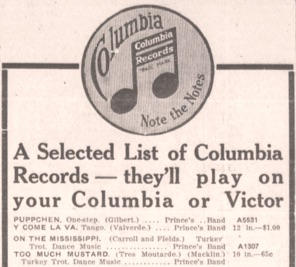 Columbia
Columbia
Records
Note the Notes
A Selected List of Columbia
Records — they'll play on
your Columbia or Victor
PUPPCHEN, One-step. (Gilbert.) .... Prince's ..Band A5531
Y COME LA VA. Tango. (Valverde.) .... Prince's Band 12 in.—$1.00
ON THE MISSISSIPPI. (Carroll and Fields.) Turkey
Trot. Dance Music .................. Prince's Band A1307
TOO MUCH MUSTARD. (Tres Moutarde.) (Macklin.) 10 in.—65c
Turkey Trot. Dance Music ........ Prince's Band